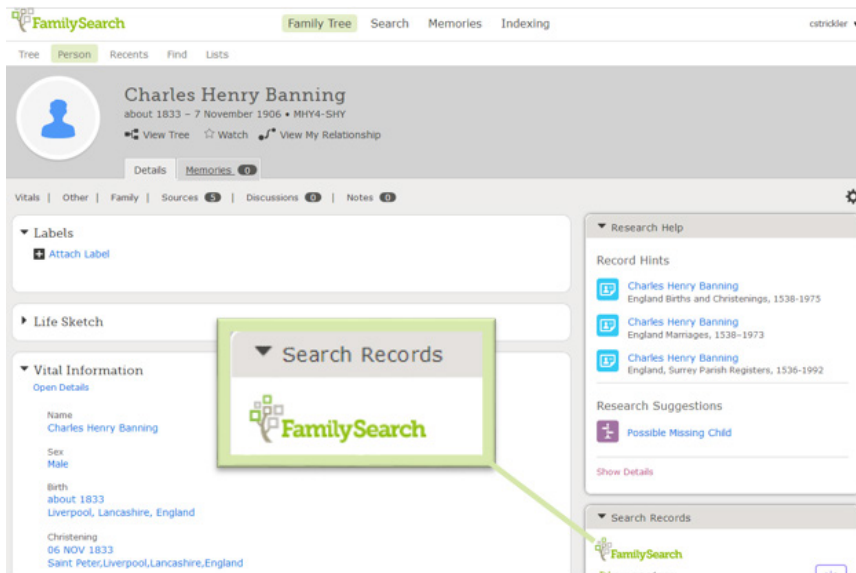 FamilySearch
Family Tree Search Memories Indexing
cstrickler
Tree Person Recents Find Lists
Charles Henry Banning
about 1833 – 7 November 1906 • MHY4-SHY
View Tree Watch View My Relationship
Details Memories 0
Vitals | Other | Family | Sources 5 | Discussions 0 | Notes 0
Labels
Attach Label
Life Sketch
Vital Information
Open Details
Name
Charles Henry Banning
Sex
Male
Birth
about 1833
Liverpool, Lancashire, England
Christening
06 NOV 1833
Saint Peter,Liverpool,Lancashire,England
Search Records
FamilySearch
Research Help
Record Hints
Charles Henry Banning
England Births and Christenings, 1538-1975
Charles Henry Banning
England Marriages, 1538–1973
Charles Henry Banning
England, Surrey Parish Registers, 1536-1992
Research Suggestions
Possible Missing Child
Show Details
Search Records
FamilySearch